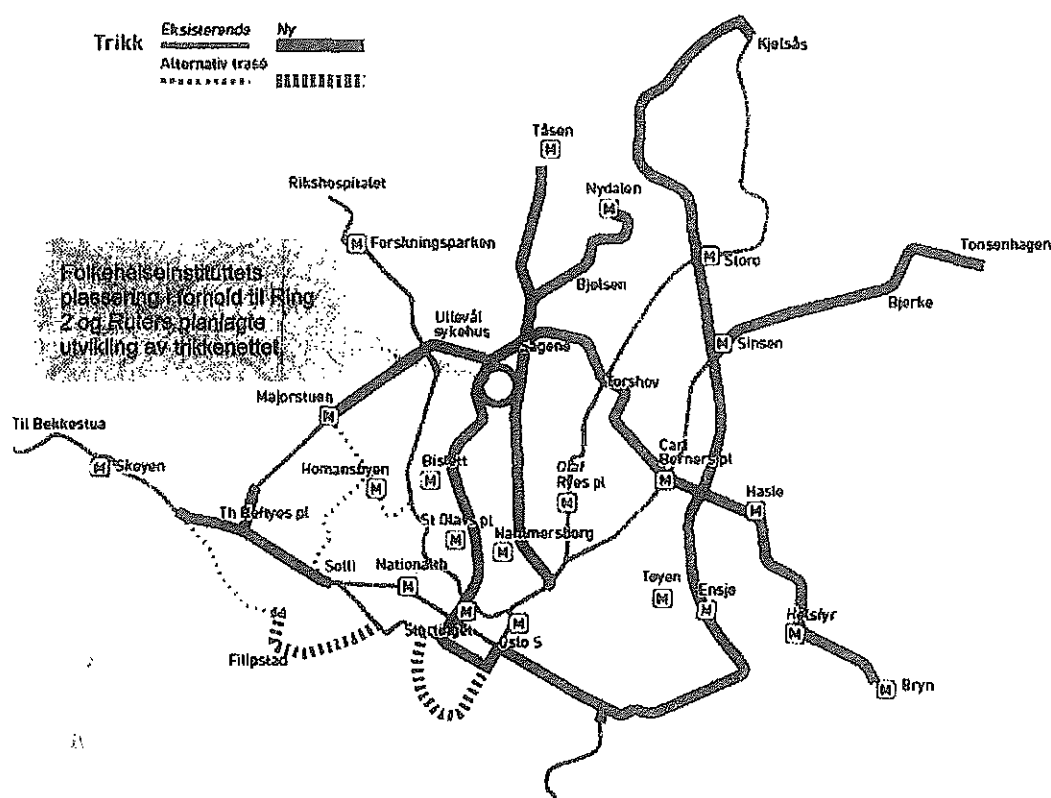 Trikk
Eksisterende
Ny
Alternativ trasé
Kjelsås
Tåsen
M
Nydalen
M
Rikshospitalet
M Forskningsparken
M
Storo
Tonsenhagen
Bjerke
Bjølsen
Folkehelseinstituttets
plassering i forhold til Ring
2 og Ruters planlagte
utvikling av trikkenettet
Ullevål
sykehus
Sagene
M
Sinsen
Torshov
Majorstuen
M
Til Bekkestua
M Skøyen
Homansbyen
M
Bislett
M
Olaf
Ryes pl
M
Carl
Berners pl
M
Hasle
M
Th Heftyes pl
St Olavs pl
M
Hammersborg
M
Solli
Nationalth
M
Tøyen
M
Ensjø
M
Helsfyr
M
M
Stortinget
M
Oslo S
Filipstad
M Bryn